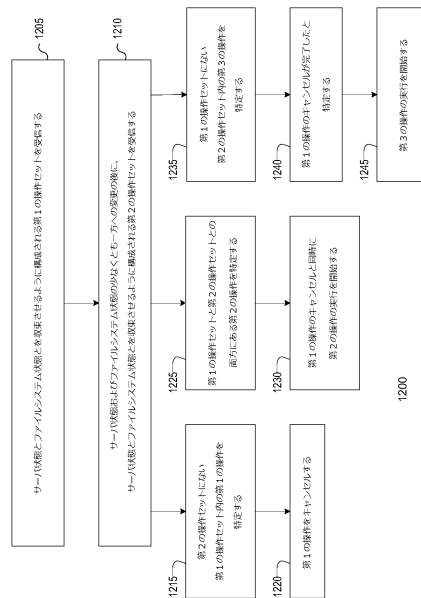 1205
サーバ状態とファイルシステム状態とを収束させるように構成される第１の操作セットを受信する
1210
サーバ状態およびファイルシステム状態の少なくとも一方への変更の後に、
サーバ状態とファイルシステム状態とを収束させるように構成される第２の操作セットを受信する
1215
第２の操作セットにない
第１の操作セット内の第１の操作を
特定する
1220
第１の操作をキャンセルする
1225
第１の操作セットと第２の操作セットとの
両方にある第２の操作を特定する
1230
第１の操作のキャンセルと同時に
第２の操作の実行を開始する
1235
第１の操作セットにない
第２の操作セット内の第３の操作を
特定する
1240
第１の操作のキャンセルが完了したと
特定する
1245
第３の操作の実行を開始する
1200